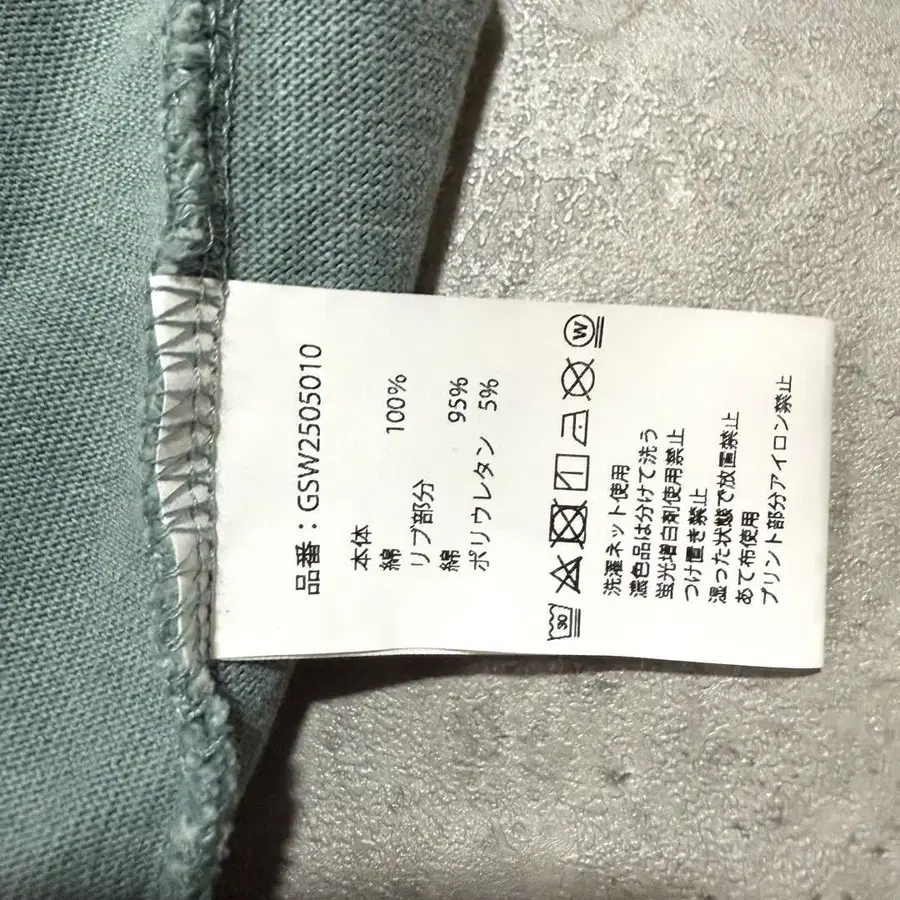 品番：GSW2505010
本体
綿 100%
リブ部分
綿 95%
ポリウレタン 5%
30 W
洗濯ネット使用
濃色品は分けて洗う
蛍光増白剤使用禁止
つけ置き禁止
湿った状態で放置禁止
あて布使用
プリント部分アイロン禁止